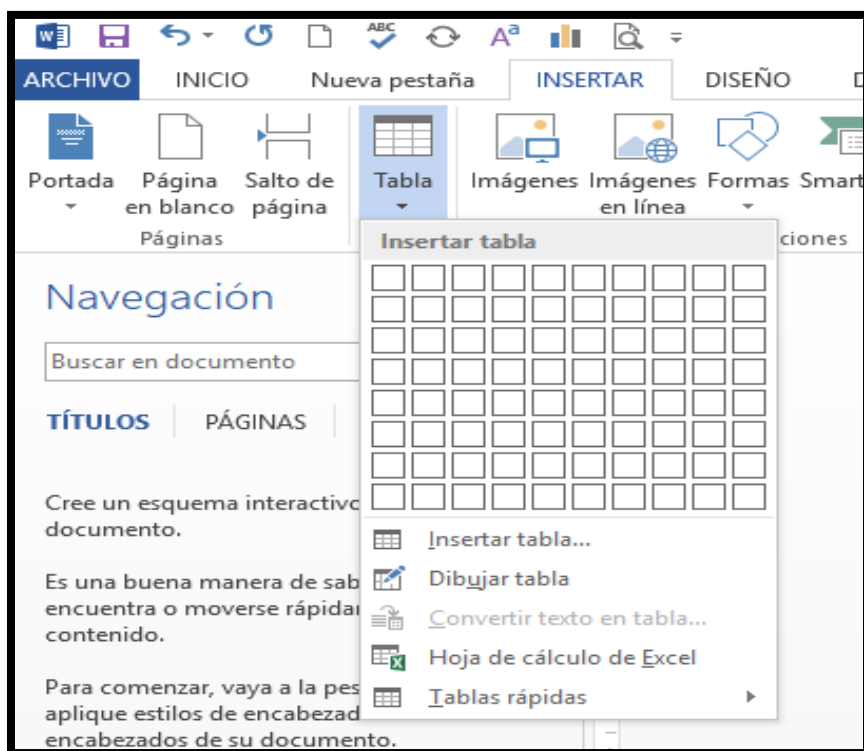 ABC
ARCHIVO INICIO Nueva pestaña INSERTAR DISEÑO
Portada Página en blanco Salto de página Tabla Imágenes Imágenes en línea Formas Smart
Páginas ciones
Insertar tabla
Navegación
Buscar en documento
TÍTULOS PÁGINAS
Cree un esquema interactivo
documento.
Es una buena manera de sab
encuentra o moverse rápidar
contenido.
Para comenzar, vaya a la pes
aplique estilos de encabezad
encabezados de su documento.
Insertar tabla...
Dibujar tabla
Convertir texto en tabla...
Hoja de cálculo de Excel
Tablas rápidas